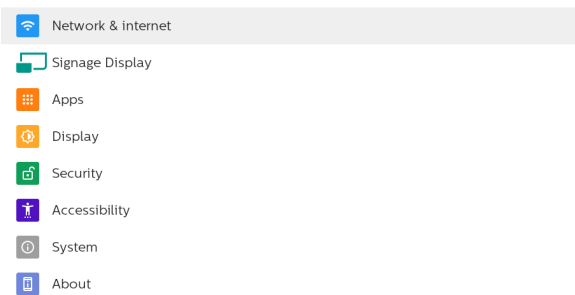 Network & internet
Signage Display
Apps
Display
Security
Accessibility
System
About